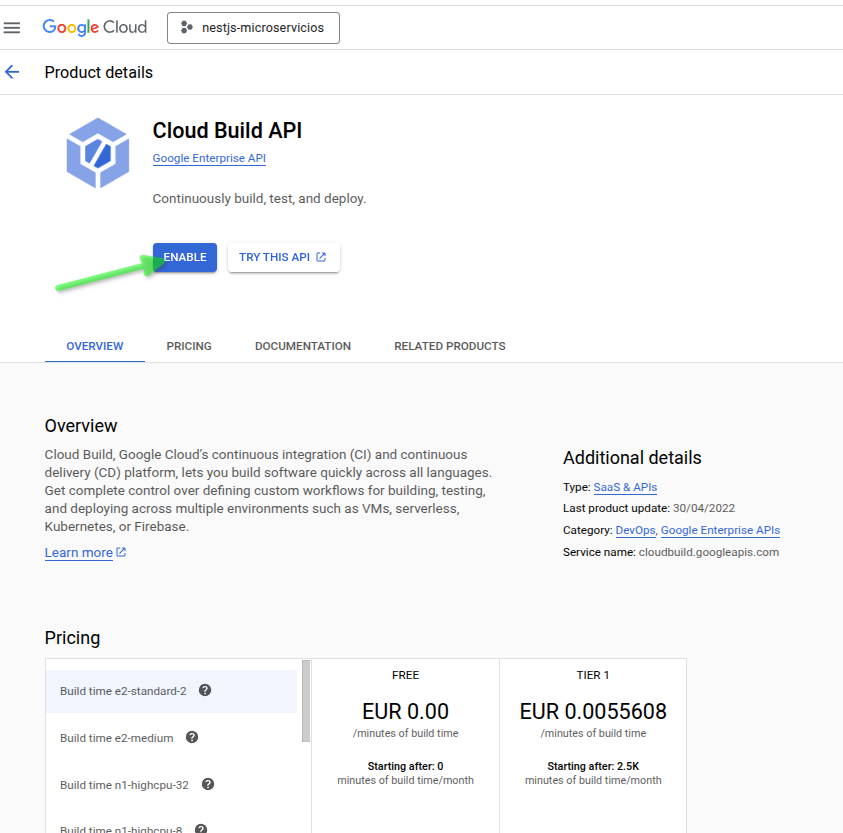 Google Cloud
nestjs-microservicios
Product details
Cloud Build API
Google Enterprise API
Continuously build, test, and deploy.
ENABLE
TRY THIS API
OVERVIEW
PRICING
DOCUMENTATION
RELATED PRODUCTS
Overview
Cloud Build, Google Cloud’s continuous integration (CI) and continuous
delivery (CD) platform, lets you build software quickly across all languages.
Get complete control over defining custom workflows for building, testing,
and deploying across multiple environments such as VMs, serverless,
Kubernetes, or Firebase.
Learn more
Additional details
Type: SaaS & APIs
Last product update: 30/04/2022
Category: DevOps, Google Enterprise APIs
Service name: cloudbuild.googleapis.com
Pricing
Build time e2-standard-2 ?
Build time e2-medium ?
Build time n1-highcpu-32 ?
Build time n1-highcpu-8 ?
FREE
EUR 0.00
/minutes of build time
Starting after: 0
minutes of build time/month
TIER 1
EUR 0.0055608
/minutes of build time
Starting after: 2.5K
minutes of build time/month